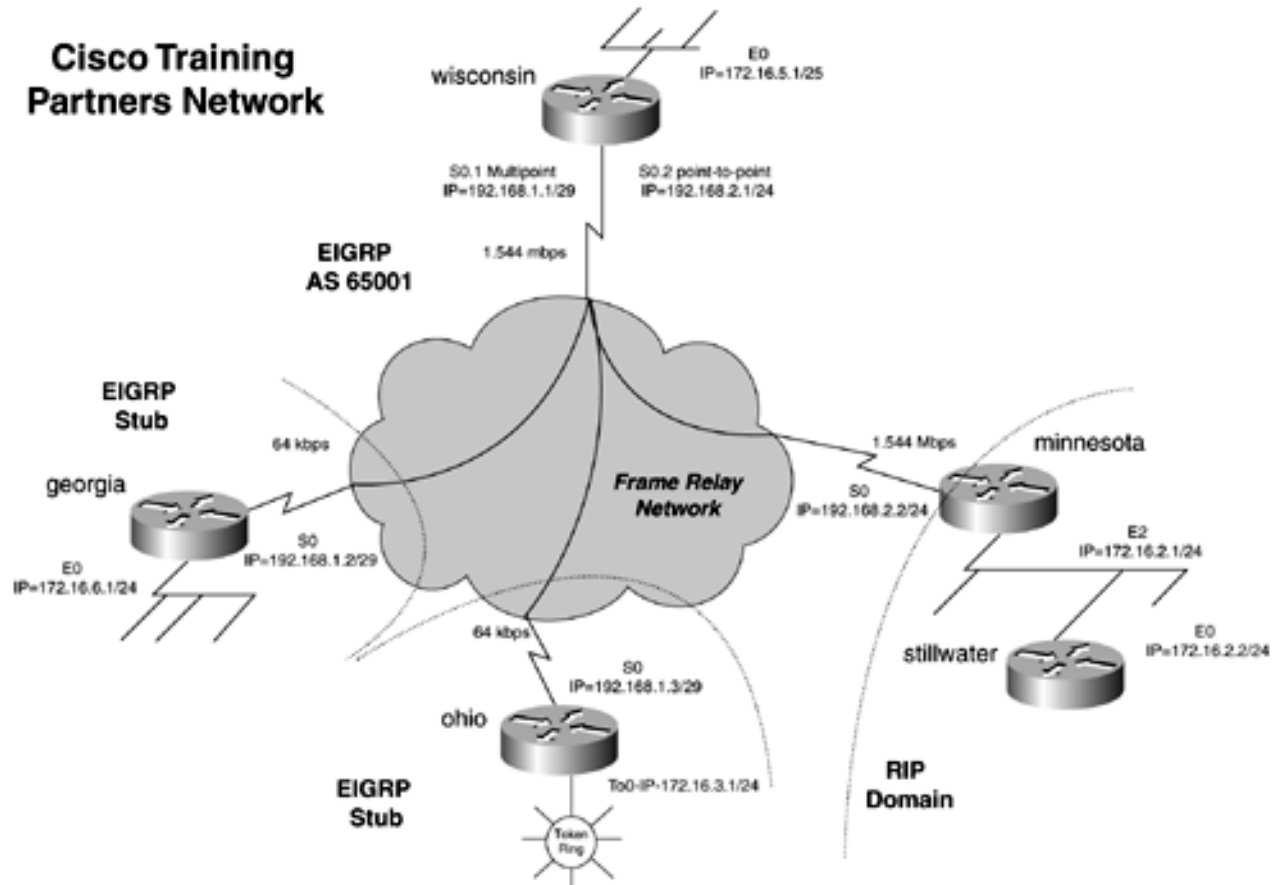 Cisco Training
Partners Network
wisconsin
E0
IP=172.16.5.1/25
S0.1 Multipoint
IP=192.168.1.1/29
S0.2 point-to-point
IP=192.168.2.1/24
EIGRP
AS 65001
1.544 mbps
EIGRP
Stub
64 kbps
georgia
S0
IP=192.168.1.2/29
E0
IP=172.16.6.1/24
Frame Relay
Network
1.544 Mbps
minnesota
S0
IP=192.168.2.2/24
E2
IP=172.16.2.1/24
stillwater
E0
IP=172.16.2.2/24
64 kbps
S0
IP=192.168.1.3/29
ohio
To0-IP-172.16.3.1/24
EIGRP
Stub
Token
Ring
RIP
Domain